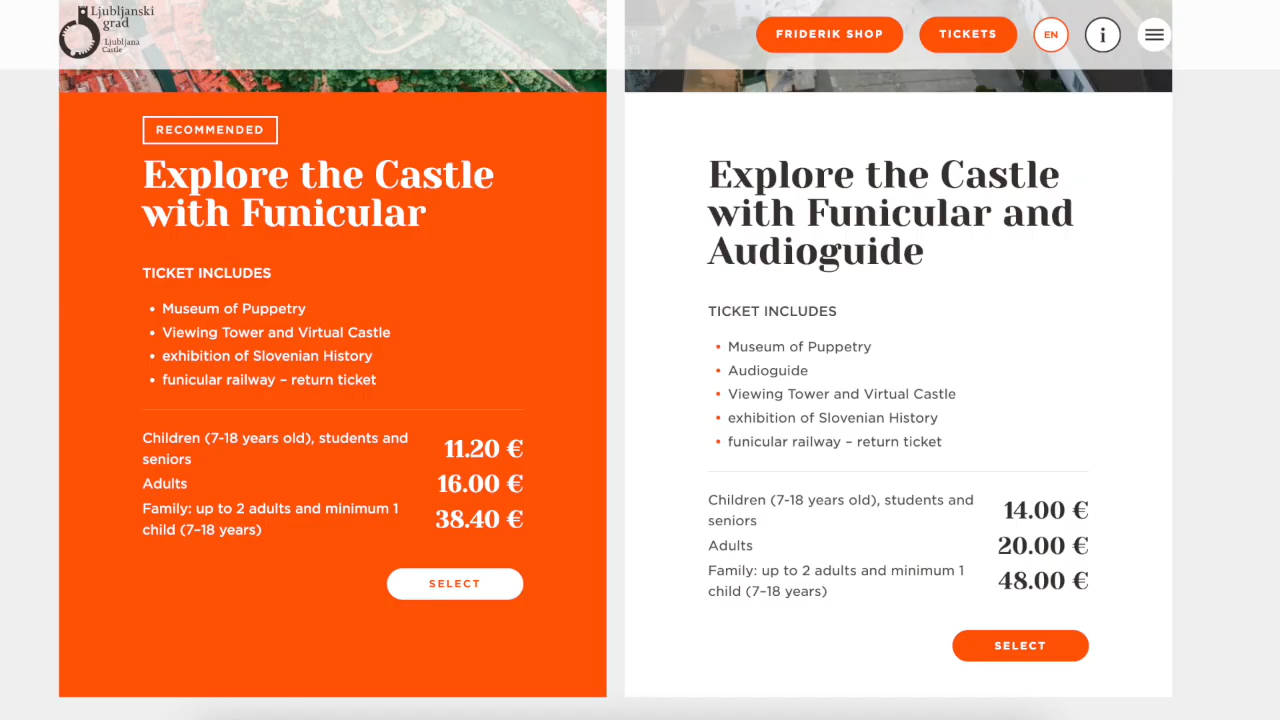 Ljubljanski
grad
Ljubljana
Castle
FRIDERIK SHOP
TICKETS
EN
i
RECOMMENDED
Explore the Castle
with Funicular
TICKET INCLUDES
• Museum of Puppetry
• Viewing Tower and Virtual Castle
• exhibition of Slovenian History
• funicular railway – return ticket
Children (7-18 years old), students and
seniors
11.20 €
Adults
16.00 €
Family: up to 2 adults and minimum 1
child (7–18 years)
38.40 €
SELECT
Explore the Castle
with Funicular and
Audioguide
TICKET INCLUDES
• Museum of Puppetry
• Audioguide
• Viewing Tower and Virtual Castle
• exhibition of Slovenian History
• funicular railway – return ticket
Children (7-18 years old), students and
seniors
14.00 €
Adults
20.00 €
Family: up to 2 adults and minimum 1
child (7–18 years)
48.00 €
SELECT